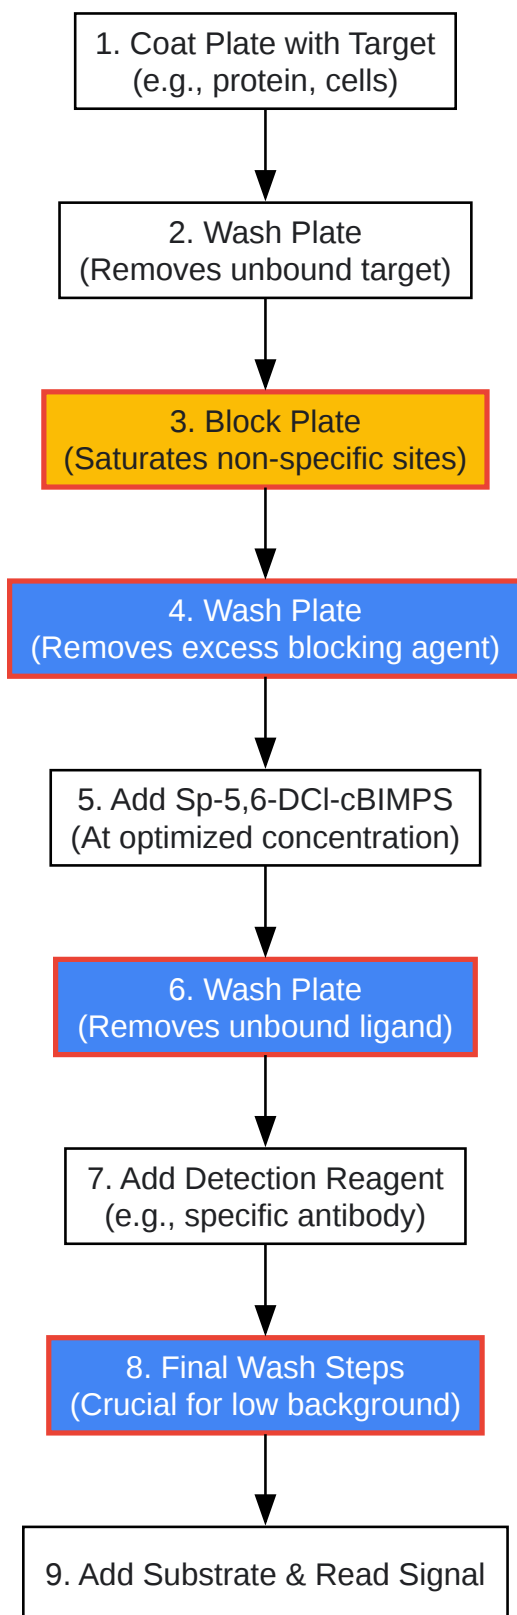 1. Coat Plate with Target
(e.g., protein, cells)
2. Wash Plate
(Removes unbound target)
3. Block Plate
(Saturates non-specific sites)
4. Wash Plate
(Removes excess blocking agent)
5. Add Sp-5,6-DCl-cBIMPS
(At optimized concentration)
6. Wash Plate
(Removes unbound ligand)
7. Add Detection Reagent
(e.g., specific antibody)
8. Final Wash Steps
(Crucial for low background)
9. Add Substrate & Read Signal